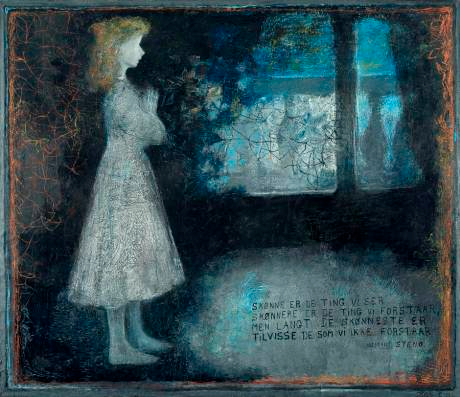 SKØNNE ER DE TING VI SER
SKØNNERE ER DE TING VI FORSTAAR,
MEN LANGT DE SKØNNESTE ER
TILVISSE DE SOM VI IKKE FORSTAAR
STENO